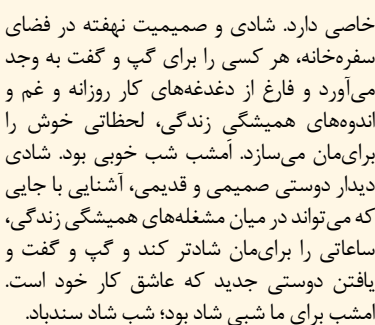 خاصی دارد. شادی و صمیمیت نهفته در فضای
سفره‌خانه، هر کسی را برای گپ و گفت به وجد
می‌آورد و فارغ از دغدغه‌های کار روزانه و غم و
اندوه‌های همیشگی زندگی، لحظاتی خوش را
برای‌مان می‌سازد. اَمشب شب خوبی بود. شادی
دیدار دوستی صمیمی و قدیمی، آشنایی با جایی
که می‌تواند در میان مشغله‌های همیشگی زندگی،
ساعاتی را برای‌مان شادتر کند و گپ و گفت و
یافتن دوستی جدید که عاشق کار خود است.
امشب برای ما شبی شاد بود؛ شب شاد سندباد.